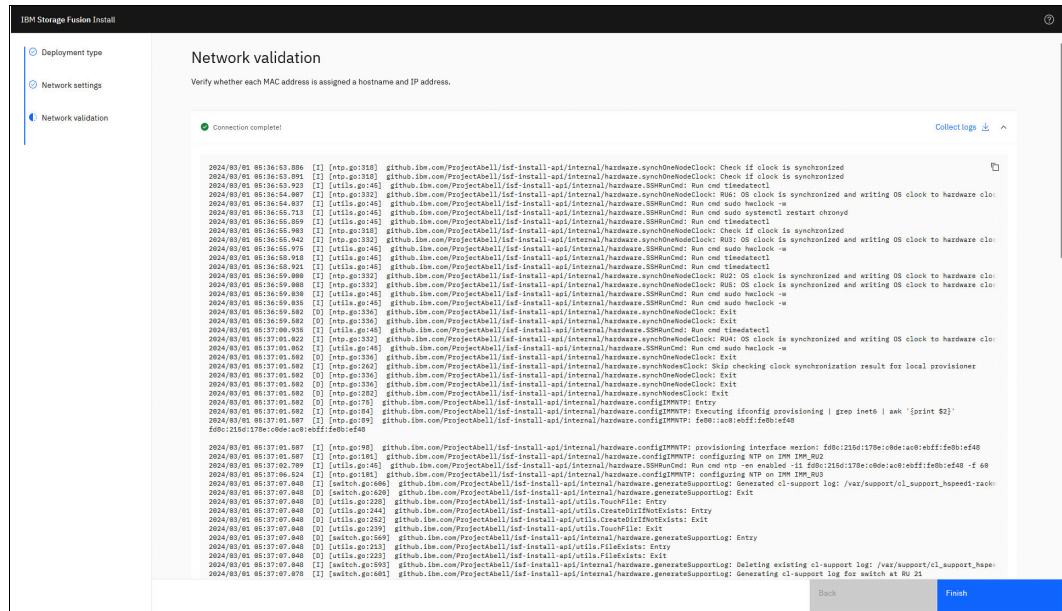 IBM Storage Fusion Install
Deployment type
Network settings
Network validation
Network validation
Verify whether each MAC address is assigned a hostname and IP address.
Connection complete!
Collect logs
2024/03/01 05:36:53.886 [I] [ntp.go:318] github.ibm.com/ProjectAbell/isf-install-api/internal/hardware.synchOneNodeClock: Check if clock is synchronized
2024/03/01 05:36:53.891 [I] [ntp.go:318] github.ibm.com/ProjectAbell/isf-install-api/internal/hardware.synchOneNodeClock: Check if clock is synchronized
2024/03/01 05:36:53.923 [I] [utils.go:45] github.ibm.com/ProjectAbell/isf-install-api/internal/hardware.SSHRunCmd: Run cmd timedatectl
2024/03/01 05:36:54.007 [I] [ntp.go:332] github.ibm.com/ProjectAbell/isf-install-api/internal/hardware.synchOneNodeClock: RU6: OS clock is synchronized and writing OS clock to hardware cloc
2024/03/01 05:36:54.037 [I] [utils.go:45] github.ibm.com/ProjectAbell/isf-install-api/internal/hardware.SSHRunCmd: Run cmd sudo hwclock -w
2024/03/01 05:36:55.713 [I] [utils.go:45] github.ibm.com/ProjectAbell/isf-install-api/internal/hardware.SSHRunCmd: Run cmd sudo systemctl restart chronyd
2024/03/01 05:36:55.859 [I] [utils.go:45] github.ibm.com/ProjectAbell/isf-install-api/internal/hardware.SSHRunCmd: Run cmd timedatectl
2024/03/01 05:36:55.903 [I] [ntp.go:318] github.ibm.com/ProjectAbell/isf-install-api/internal/hardware.synchOneNodeClock: Check if clock is synchronized
2024/03/01 05:36:55.942 [I] [ntp.go:332] github.ibm.com/ProjectAbell/isf-install-api/internal/hardware.synchOneNodeClock: RU3: OS clock is synchronized and writing OS clock to hardware cloc
2024/03/01 05:36:55.975 [I] [utils.go:45] github.ibm.com/ProjectAbell/isf-install-api/internal/hardware.SSHRunCmd: Run cmd sudo hwclock -w
2024/03/01 05:36:58.918 [I] [utils.go:45] github.ibm.com/ProjectAbell/isf-install-api/internal/hardware.SSHRunCmd: Run cmd timedatectl
2024/03/01 05:36:58.921 [I] [utils.go:45] github.ibm.com/ProjectAbell/isf-install-api/internal/hardware.SSHRunCmd: Run cmd timedatectl
2024/03/01 05:36:59.000 [I] [ntp.go:332] github.ibm.com/ProjectAbell/isf-install-api/internal/hardware.synchOneNodeClock: RU2: OS clock is synchronized and writing OS clock to hardware cloc
2024/03/01 05:36:59.008 [I] [ntp.go:332] github.ibm.com/ProjectAbell/isf-install-api/internal/hardware.synchOneNodeClock: RU5: OS clock is synchronized and writing OS clock to hardware cloc
2024/03/01 05:36:59.030 [I] [utils.go:45] github.ibm.com/ProjectAbell/isf-install-api/internal/hardware.SSHRunCmd: Run cmd sudo hwclock -w
2024/03/01 05:36:59.035 [I] [utils.go:45] github.ibm.com/ProjectAbell/isf-install-api/internal/hardware.SSHRunCmd: Run cmd sudo hwclock -w
2024/03/01 05:36:59.502 [D] [ntp.go:336] github.ibm.com/ProjectAbell/isf-install-api/internal/hardware.synchOneNodeClock: Exit
2024/03/01 05:36:59.502 [D] [ntp.go:336] github.ibm.com/ProjectAbell/isf-install-api/internal/hardware.synchOneNodeClock: Exit
2024/03/01 05:37:00.935 [I] [utils.go:45] github.ibm.com/ProjectAbell/isf-install-api/internal/hardware.SSHRunCmd: Run cmd timedatectl
2024/03/01 05:37:01.022 [I] [ntp.go:332] github.ibm.com/ProjectAbell/isf-install-api/internal/hardware.synchOneNodeClock: RU4: OS clock is synchronized and writing OS clock to hardware cloc
2024/03/01 05:37:01.052 [I] [utils.go:45] github.ibm.com/ProjectAbell/isf-install-api/internal/hardware.SSHRunCmd: Run cmd sudo hwclock -w
2024/03/01 05:37:01.502 [D] [ntp.go:336] github.ibm.com/ProjectAbell/isf-install-api/internal/hardware.synchOneNodeClock: Exit
2024/03/01 05:37:01.502 [I] [ntp.go:262] github.ibm.com/ProjectAbell/isf-install-api/internal/hardware.synchNodesClock: Skip checking clock synchronization result for local provisioner
2024/03/01 05:37:01.502 [D] [ntp.go:336] github.ibm.com/ProjectAbell/isf-install-api/internal/hardware.synchOneNodeClock: Exit
2024/03/01 05:37:01.502 [D] [ntp.go:336] github.ibm.com/ProjectAbell/isf-install-api/internal/hardware.synchOneNodeClock: Exit
2024/03/01 05:37:01.502 [D] [ntp.go:282] github.ibm.com/ProjectAbell/isf-install-api/internal/hardware.synchNodesClock: Exit
2024/03/01 05:37:01.502 [D] [ntp.go:75] github.ibm.com/ProjectAbell/isf-install-api/internal/hardware.configIMMNTP: Entry
2024/03/01 05:37:01.502 [I] [ntp.go:84] github.ibm.com/ProjectAbell/isf-install-api/internal/hardware.configIMMNTP: Executing ifconfig provisioning | grep inet6 | awk '{print $2}'
2024/03/01 05:37:01.507 [I] [ntp.go:89] github.ibm.com/ProjectAbell/isf-install-api/internal/hardware.configIMMNTP: fe80::ac0:ebff:fe8b:ef48
fd8c:215d:178e:c0de:ac0:ebff:fe8b:ef48
2024/03/01 05:37:01.507 [I] [ntp.go:98] github.ibm.com/ProjectAbell/isf-install-api/internal/hardware.configIMMNTP: provisioning interface merion: fd8c:215d:178e:c0de:ac0:ebff:fe8b:ef48
2024/03/01 05:37:01.507 [I] [ntp.go:101] github.ibm.com/ProjectAbell/isf-install-api/internal/hardware.configIMMNTP: configuring NTP on IMM IMM_RU2
2024/03/01 05:37:02.709 [I] [utils.go:45] github.ibm.com/ProjectAbell/isf-install-api/internal/hardware.SSHRunCmd: Run cmd ntp -en enabled -i1 fd8c:215d:178e:c0de:ac0:ebff:fe8b:ef48 -f 60
2024/03/01 05:37:06.524 [I] [ntp.go:101] github.ibm.com/ProjectAbell/isf-install-api/internal/hardware.configIMMNTP: configuring NTP on IMM IMM_RU3
2024/03/01 05:37:07.048 [I] [switch.go:606] github.ibm.com/ProjectAbell/isf-install-api/internal/hardware.generateSupportLog: Generated cl-support log: /var/support/cl_support_hspeed1-rack
2024/03/01 05:37:07.048 [D] [switch.go:620] github.ibm.com/ProjectAbell/isf-install-api/internal/hardware.generateSupportLog: Exit
2024/03/01 05:37:07.048 [D] [utils.go:228] github.ibm.com/ProjectAbell/isf-install-api/utils.TouchFile: Entry
2024/03/01 05:37:07.048 [D] [utils.go:244] github.ibm.com/ProjectAbell/isf-install-api/utils.CreateDirIfNotExists: Entry
2024/03/01 05:37:07.048 [D] [utils.go:252] github.ibm.com/ProjectAbell/isf-install-api/utils.CreateDirIfNotExists: Exit
2024/03/01 05:37:07.048 [D] [utils.go:239] github.ibm.com/ProjectAbell/isf-install-api/utils.TouchFile: Exit
2024/03/01 05:37:07.048 [D] [switch.go:569] github.ibm.com/ProjectAbell/isf-install-api/internal/hardware.generateSupportLog: Entry
2024/03/01 05:37:07.048 [D] [utils.go:213] github.ibm.com/ProjectAbell/isf-install-api/utils.FileExists: Entry
2024/03/01 05:37:07.048 [D] [utils.go:223] github.ibm.com/ProjectAbell/isf-install-api/utils.FileExists: Exit
2024/03/01 05:37:07.048 [I] [switch.go:593] github.ibm.com/ProjectAbell/isf-install-api/internal/hardware.generateSupportLog: Deleting existing cl-support log: /var/support/cl_support_hspe
2024/03/01 05:37:07.078 [I] [switch.go:601] github.ibm.com/ProjectAbell/isf-install-api/internal/hardware.generateSupportLog: Generating cl-support log for switch at RU 21
Back
Finish